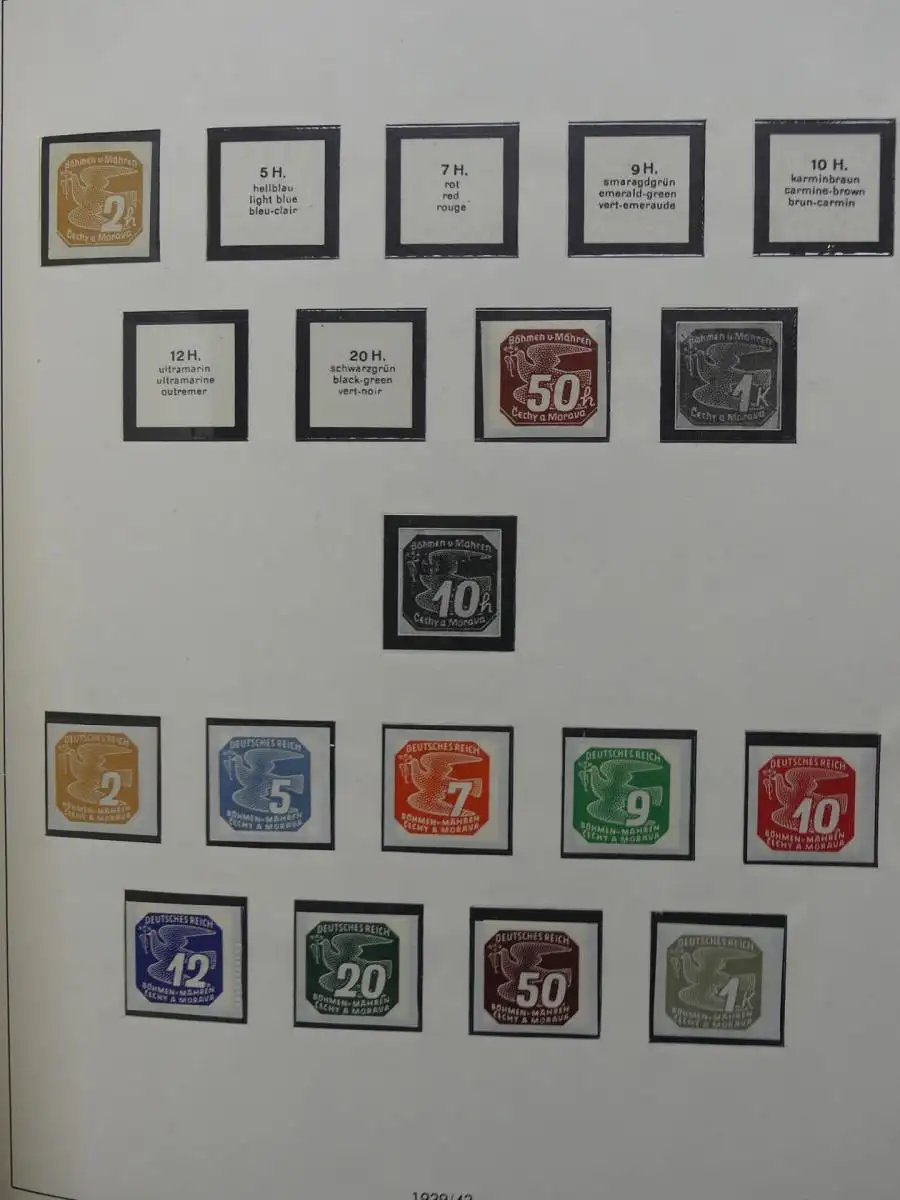 Böhmen u. Mähren
2h
Čechy a Morava
5 H.
hellblau
light blue
bleu-clair
7 H.
rot
red
rouge
9 H.
smaragdgrün
emerald-green
vert-emeraude
10 H.
karminbraun
carmine-brown
brun-carmin
12 H.
ultramarin
ultramarine
outremer
20 H.
schwarzgrün
black-green
vert-noir
Böhmen u. Mähren
50h
Čechy a Morava
Böhmen u. Mähren
1K
Čechy a Morava
Böhmen u. Mähren
10h
Čechy a Morava
DEUTSCHES REICH
2
BÖHMEN-MÄHREN
ČECHY A MORAVA
DEUTSCHES REICH
5
BÖHMEN-MÄHREN
ČECHY A MORAVA
DEUTSCHES REICH
7
BÖHMEN-MÄHREN
ČECHY A MORAVA
DEUTSCHES REICH
9
BÖHMEN-MÄHREN
ČECHY A MORAVA
DEUTSCHES REICH
10
BÖHMEN-MÄHREN
ČECHY A MORAVA
DEUTSCHES REICH
12
BÖHMEN-MÄHREN
ČECHY A MORAVA
DEUTSCHES REICH
20
BÖHMEN-MÄHREN
ČECHY A MORAVA
DEUTSCHES REICH
50
BÖHMEN-MÄHREN
ČECHY A MORAVA
DEUTSCHES REICH
1K
BÖHMEN-MÄHREN
ČECHY A MORAVA